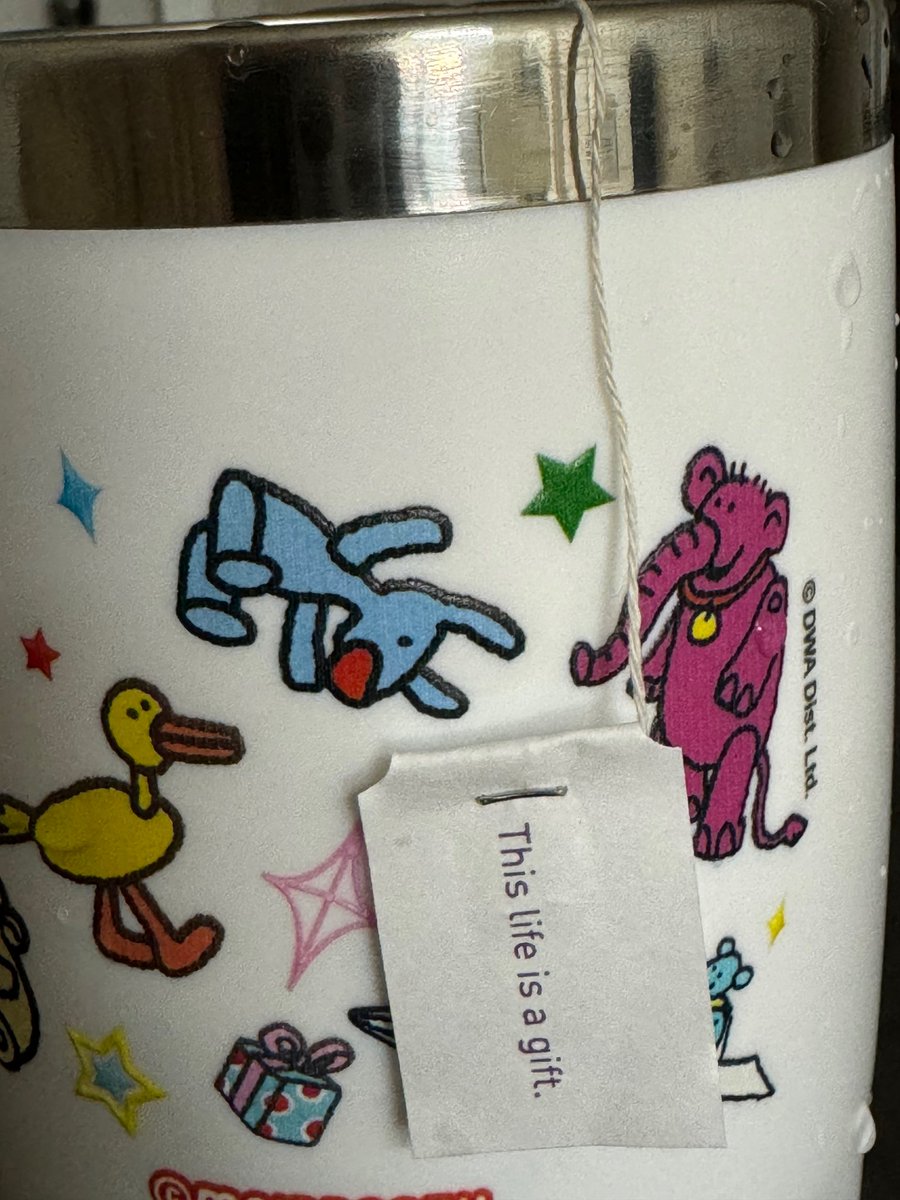 © DWA Dist. Ltd.
This life is a gift.